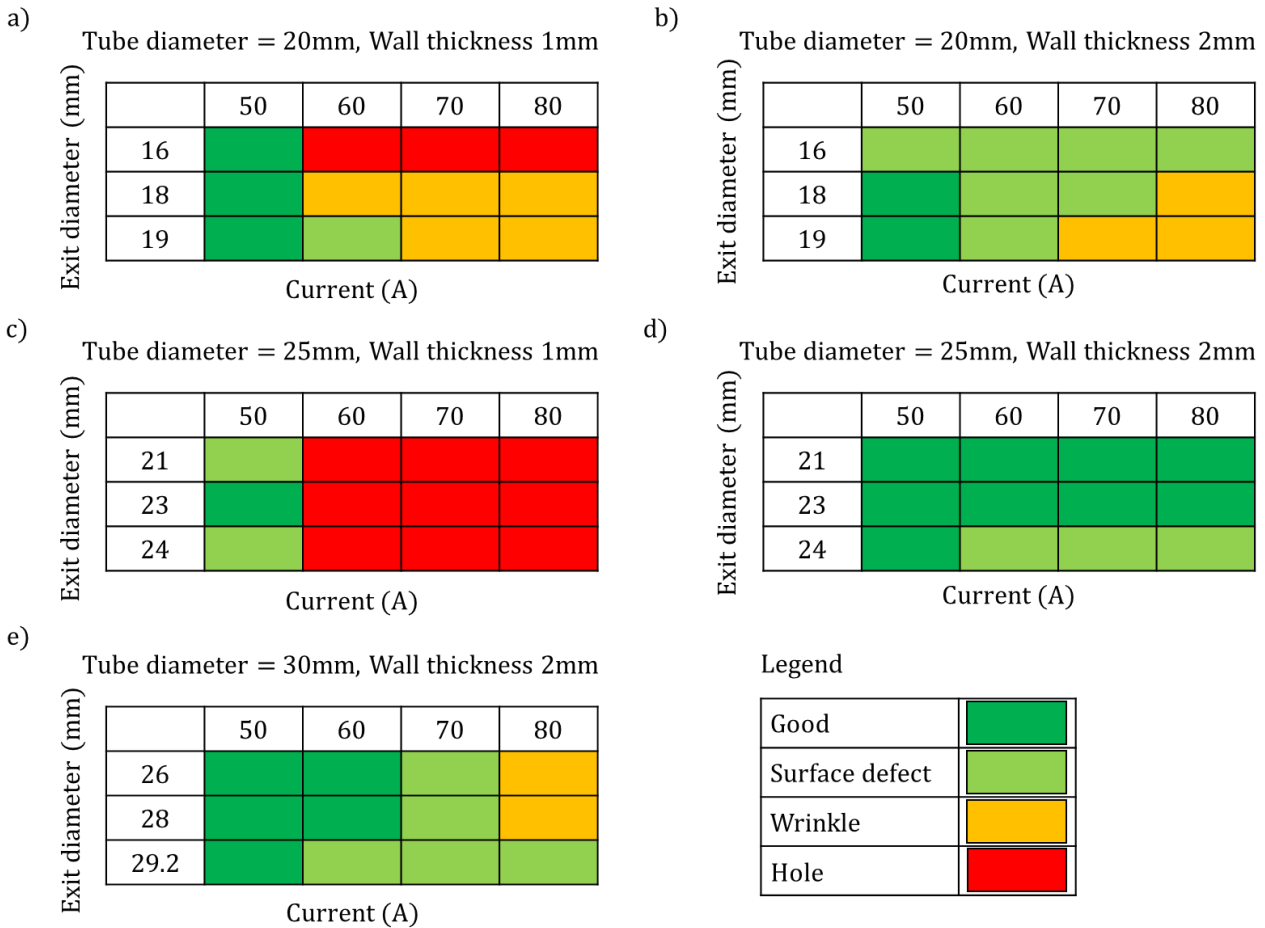 a)
Tube diameter = 20mm, Wall thickness 1mm
Exit diameter (mm)
50 60 70 80
16
18
19
Current (A)
b)
Tube diameter = 20mm, Wall thickness 2mm
Exit diameter (mm)
50 60 70 80
16
18
19
Current (A)
c)
Tube diameter = 25mm, Wall thickness 1mm
Exit diameter (mm)
50 60 70 80
21
23
24
Current (A)
d)
Tube diameter = 25mm, Wall thickness 2mm
Exit diameter (mm)
50 60 70 80
21
23
24
Current (A)
e)
Tube diameter = 30mm, Wall thickness 2mm
Exit diameter (mm)
50 60 70 80
26
28
29.2
Current (A)
Legend
Good
Surface defect
Wrinkle
Hole